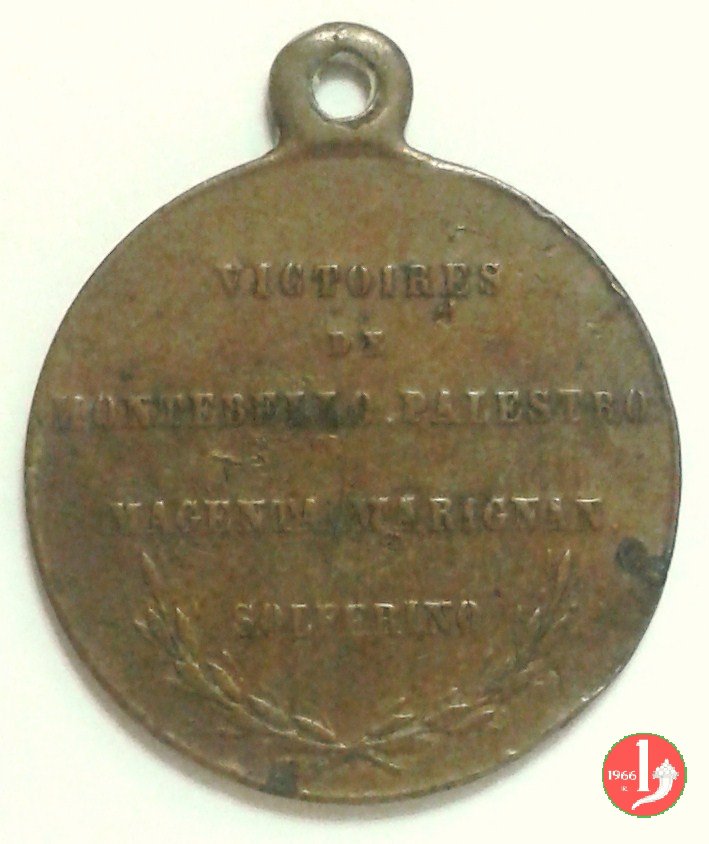 VICTOIRES
DE
MONTEBELLO.PALESTRO
MAGENTA.MARIGNAN.
SOLFERINO
1966